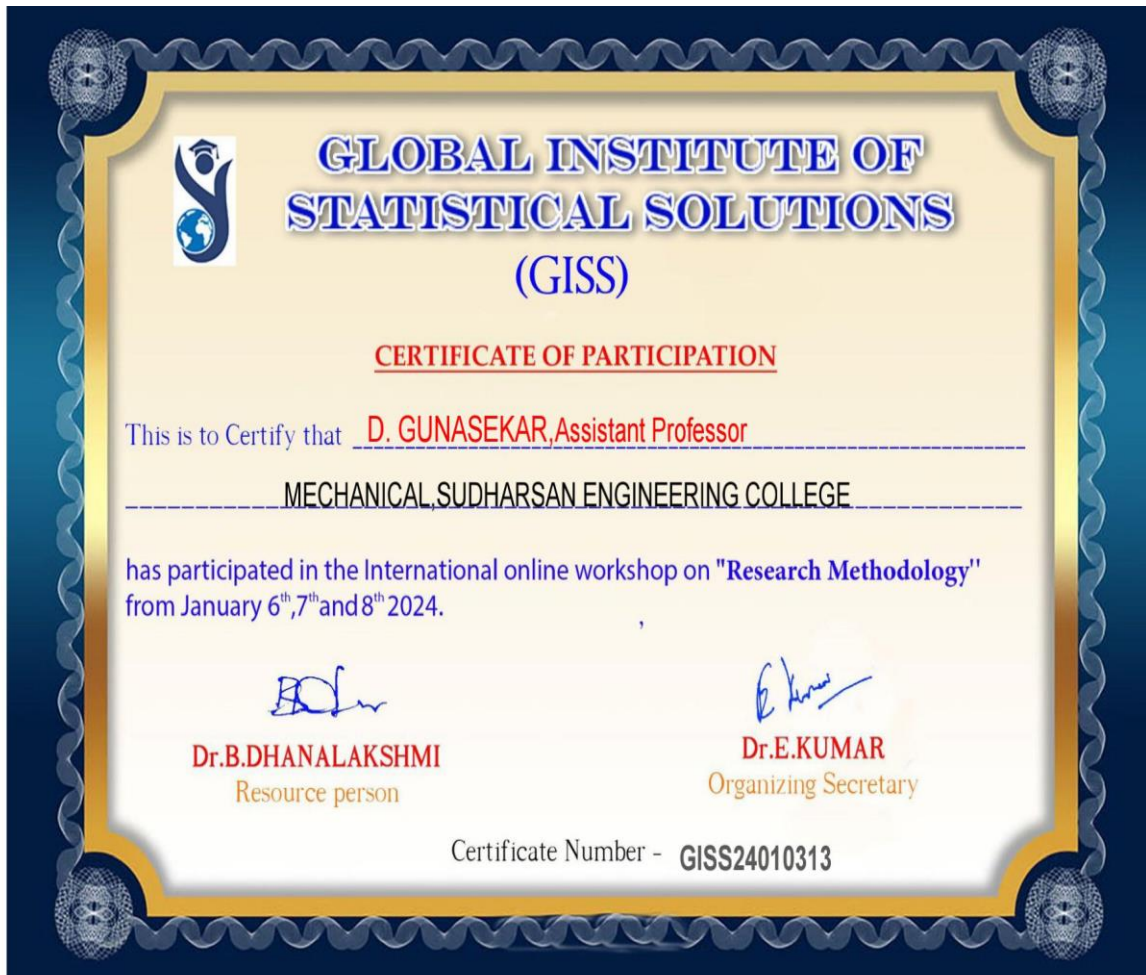 GLOBAL INSTITUTE OF
STATISTICAL SOLUTIONS
(GISS)
CERTIFICATE OF PARTICIPATION
This is to Certify that D. GUNASEKAR,Assistant Professor
MECHANICAL,SUDHARSAN ENGINEERING COLLEGE
has participated in the International online workshop on "Research Methodology''
from January 6th,7thand 8th 2024.
,
E Kumar
Dr.B.DHANALAKSHMI
Resource person
Dr.E.KUMAR
Organizing Secretary
Certificate Number - GISS24010313